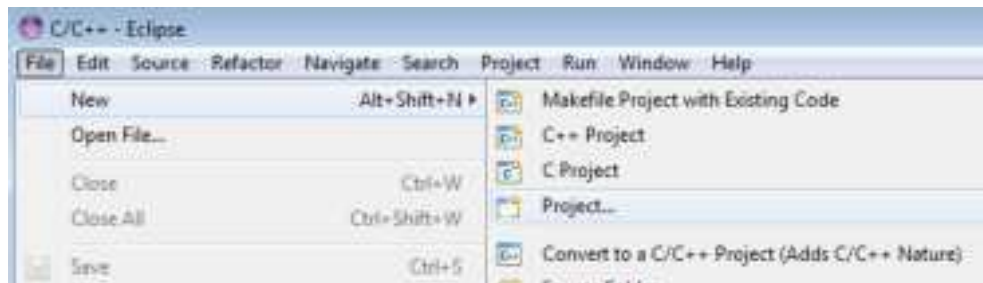 C/C++ - Eclipse
File Edit Source Refactor Navigate Search Project Run Window Help
New Alt+Shift+N
Open File...
Close Ctrl+W
Close All Ctrl+Shift+W
Save Ctrl+S
Makefile Project with Existing Code
C++ Project
C Project
Project...
Convert to a C/C++ Project (Adds C/C++ Nature)